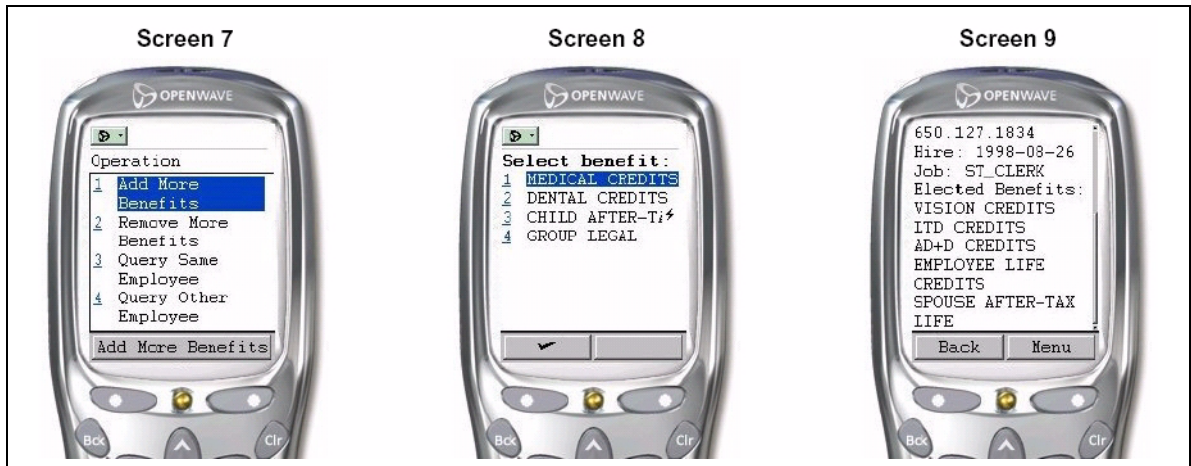 Screen 7
OPENWAVE
Operation
1 Add More
Benefits
2 Remove More
Benefits
3 Query Same
Employee
4 Query Other
Employee
Add More Benefits
Bck
Clr
Screen 8
OPENWAVE
Select benefit:
1 MEDICAL CREDITS
2 DENTAL CREDITS
3 CHILD AFTER-T
4 GROUP LEGAL
Bck
Clr
Screen 9
OPENWAVE
650.127.1834
Hire: 1998-08-26
Job: ST_CLERK
Elected Benefits:
VISION CREDITS
LTD CREDITS
AD+D CREDITS
EMPLOYEE LIFE
CREDITS
SPOUSE AFTER-TAX
LIFE
Back Menu
Bck
Clr